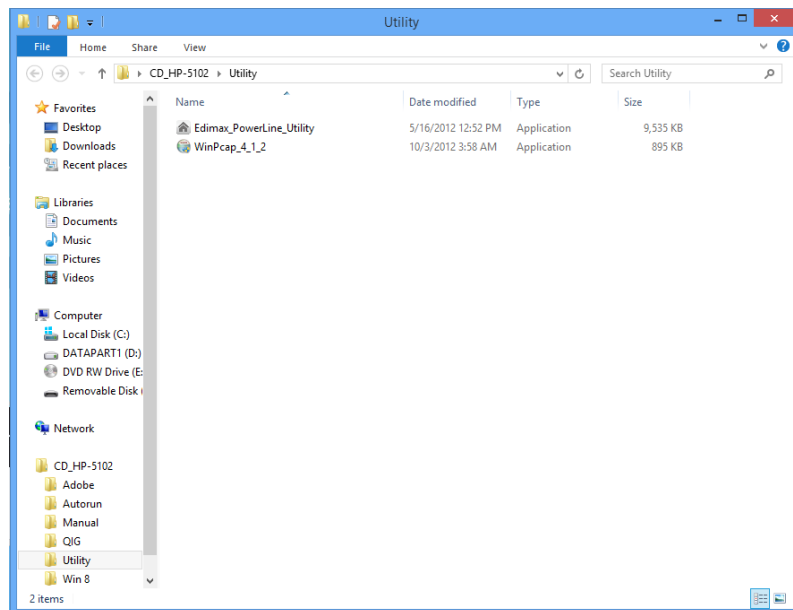 Utility
File Home Share View
CD_HP-5102 Utility Search Utility
Name Date modified Type Size
Edimax_PowerLine_Utility 5/16/2012 12:52 PM Application 9,535 KB
WinPcap_4_1_2 10/3/2012 3:58 AM Application 895 KB
Favorites
Desktop
Downloads
Recent places
Libraries
Documents
Music
Pictures
Videos
Computer
Local Disk (C:)
DATAPART1 (D:)
DVD RW Drive (E:
Removable Disk
Network
CD_HP-5102
Adobe
Autorun
Manual
QIG
Utility
Win 8
2 items